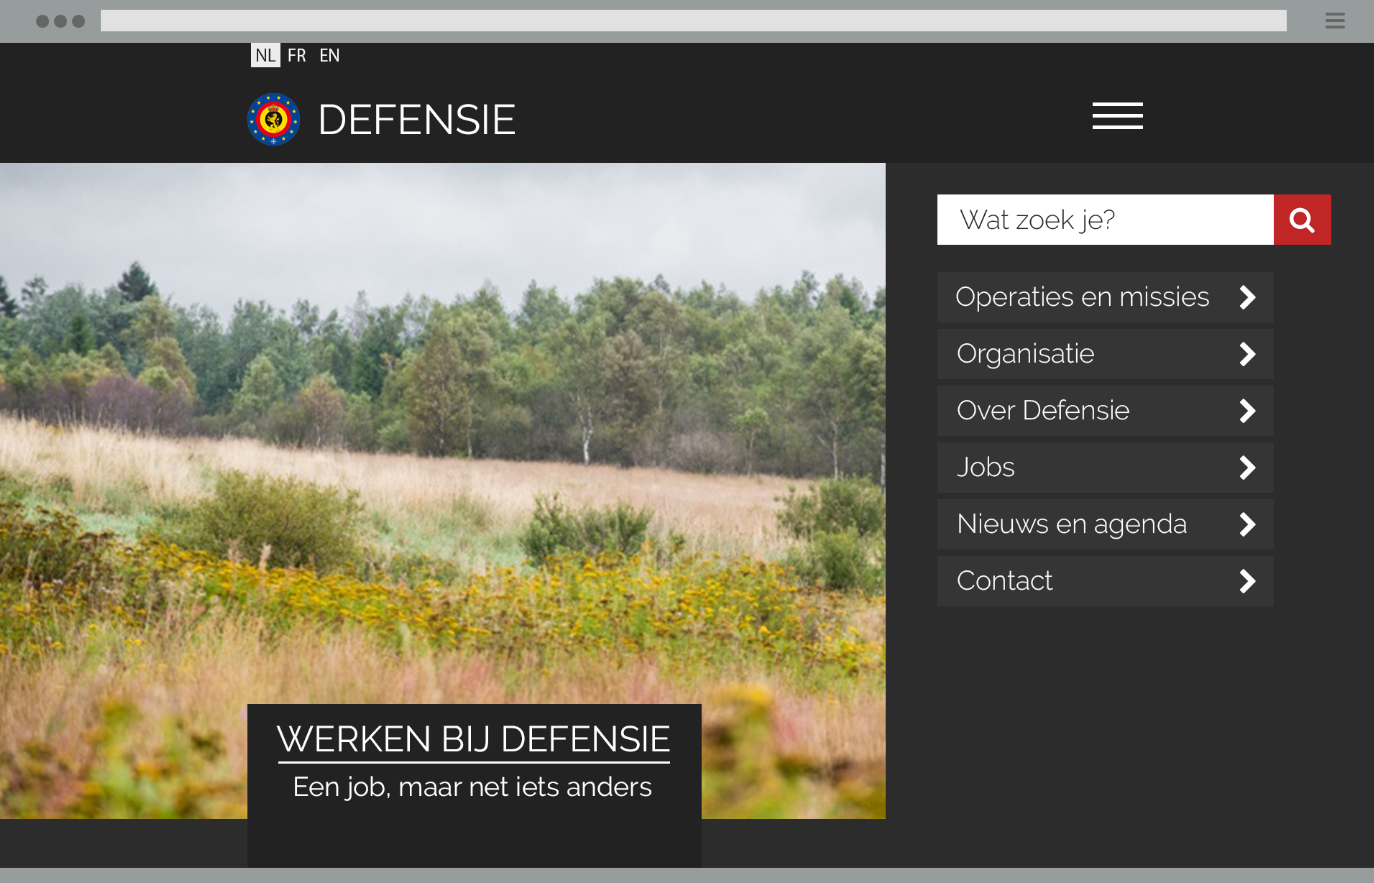 NL FR EN
DEFENSIE
Wat zoek je?
Operaties en missies
Organisatie
Over Defensie
Jobs
Nieuws en agenda
Contact
WERKEN BIJ DEFENSIE
Een job, maar net iets anders